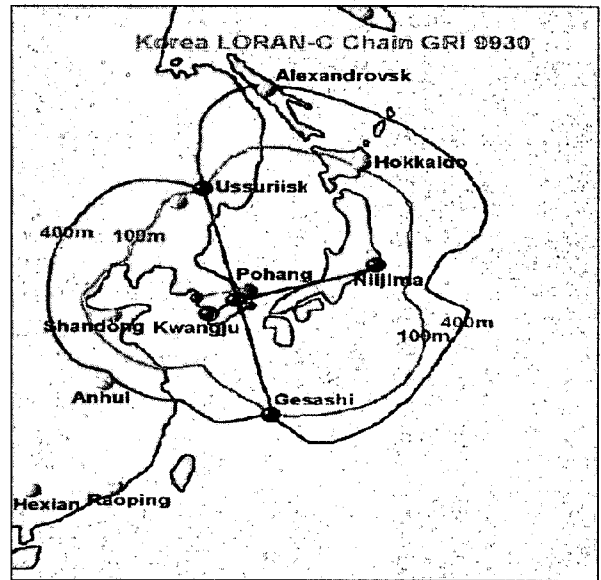 Korea LORAN-C Chain GRI 9930
Alexandrovsk
Hokkaido
Ussuriisk
400m
100m
Pohang
Niijima
Shandong
Kwangju
400m
100m
Gesashi
Anhui
Hexian
Raoping